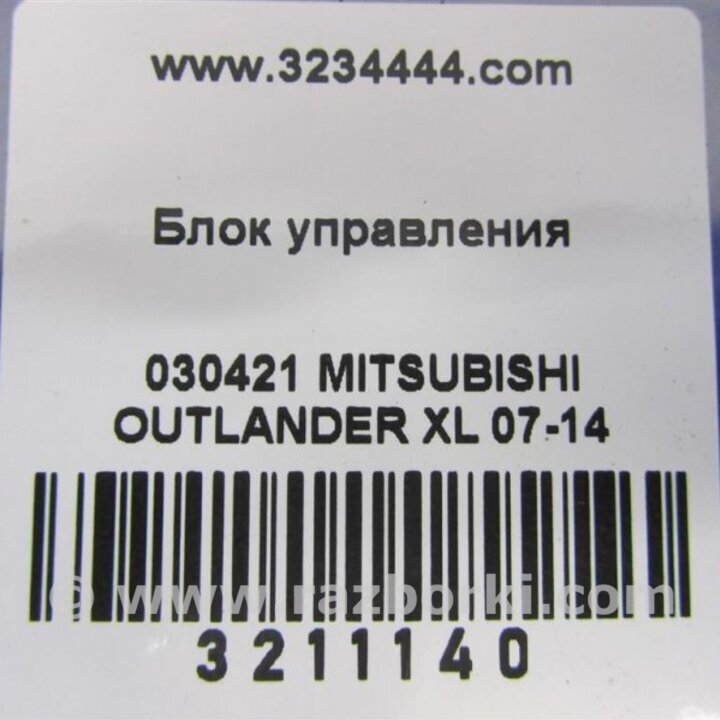 www.3234444.com
Блок управления
030421 MITSUBISHI
OUTLANDER XL 07-14
© www.razborki.com
3211140